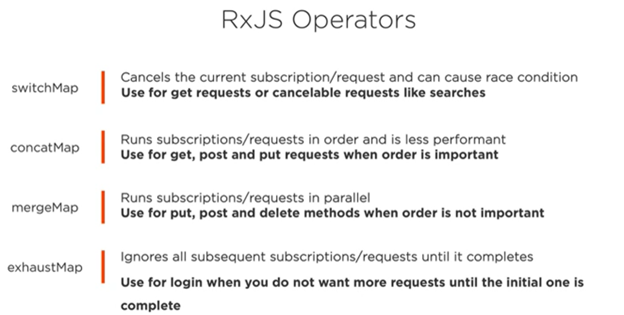 RxJS Operators
switchMap
Cancels the current subscription/request and can cause race condition
Use for get requests or cancelable requests like searches
concatMap
Runs subscriptions/requests in order and is less performant
Use for get, post and put requests when order is important
mergeMap
Runs subscriptions/requests in parallel
Use for put, post and delete methods when order is not important
exhaustMap
Ignores all subsequent subscriptions/requests until it completes
Use for login when you do not want more requests until the initial one is
complete